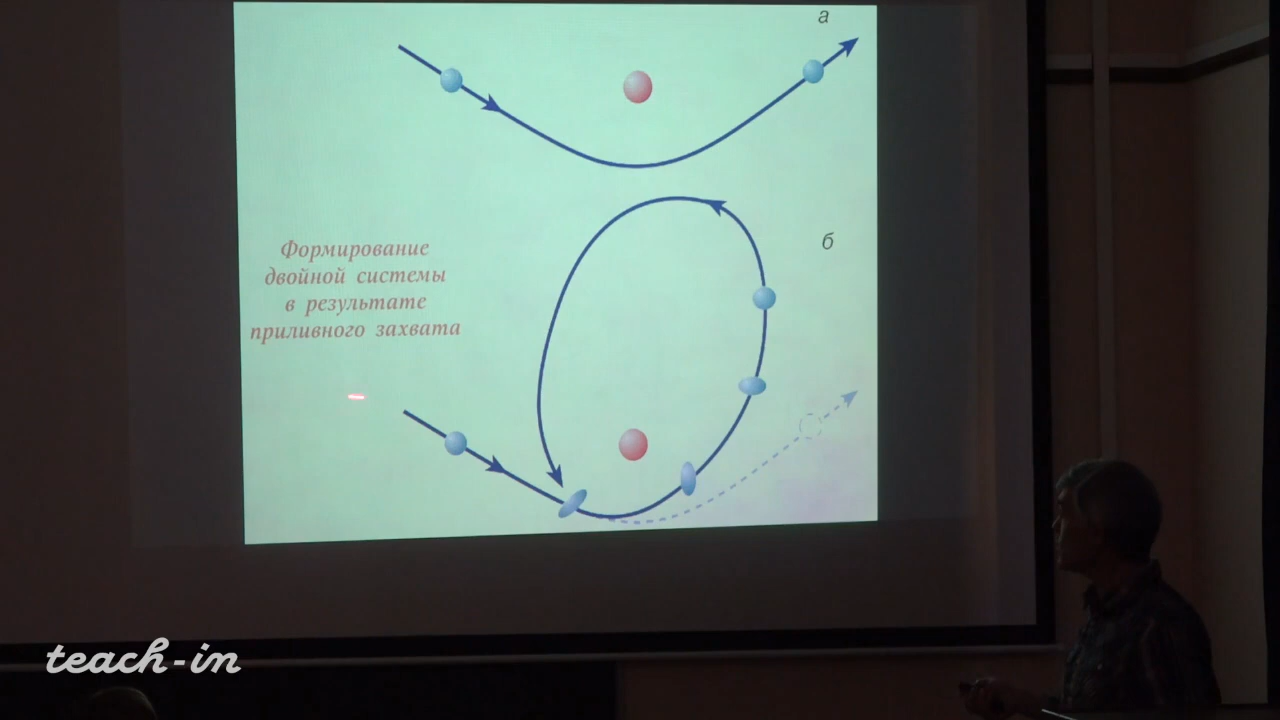 а
б
Формирование
двойной системы
в результате
приливного захвата
teach-in